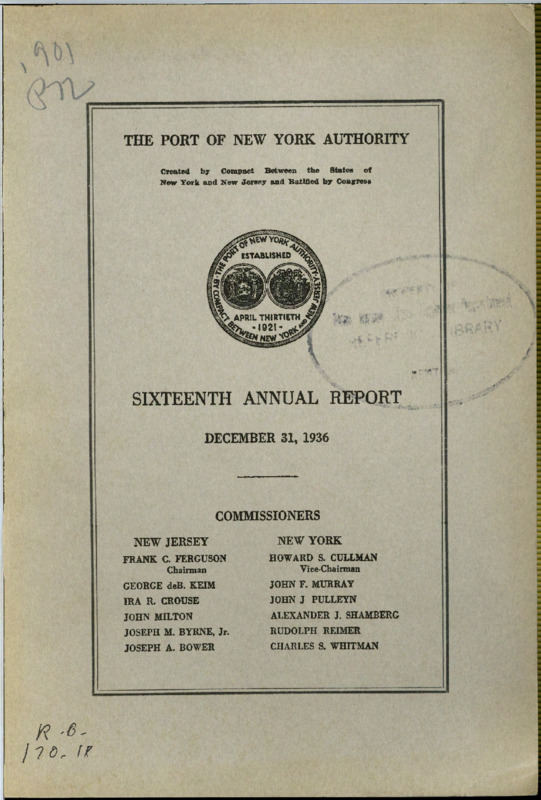 ,901
THE PORT OF NEW YORK AUTHORITY
Created by Compact Between the States of
New York and New Jersey and Ratified by Congress
THE PORT OF NEW YORK AUTHORITY · BY COMPACT BETWEEN NEW YORK AND NEW JERSEY
ESTABLISHED
APRIL THIRTIETH
· 1921 ·
LIBRARY
SIXTEENTH ANNUAL REPORT
DECEMBER 31, 1936
COMMISSIONERS
NEW JERSEY NEW YORK
FRANK C. FERGUSON HOWARD S. CULLMAN
Chairman Vice-Chairman
GEORGE deB. KEIM JOHN F. MURRAY
IRA R. CROUSE JOHN J PULLEYN
JOHN MILTON ALEXANDER J. SHAMBERG
JOSEPH M. BYRNE, Jr. RUDOLPH REIMER
JOSEPH A. BOWER CHARLES S. WHITMAN
R.B-
170-18